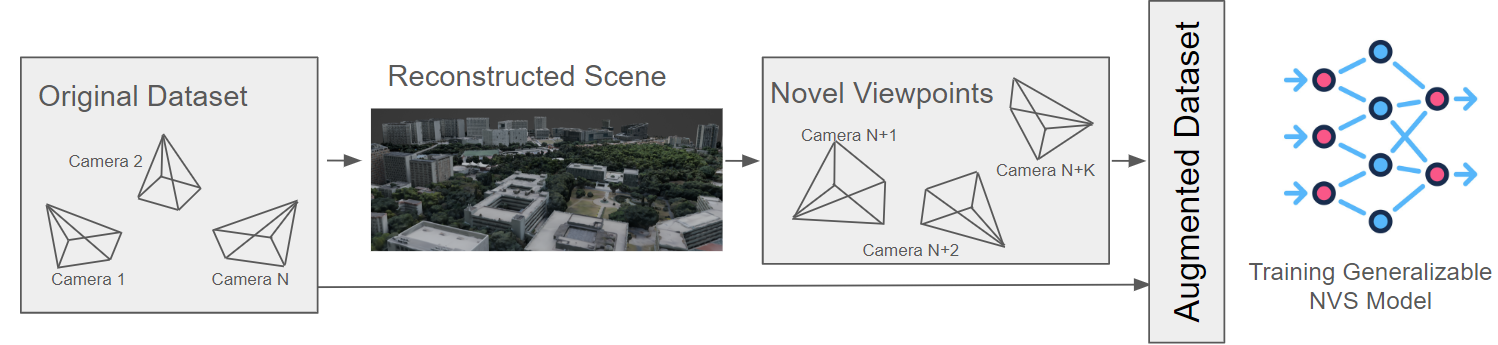 Original Dataset
Camera 2
Camera 1
Camera N
Reconstructed Scene
Novel Viewpoints
Camera N+1
Camera N+K
Camera N+2
Augmented Dataset
Training Generalizable
NVS Model